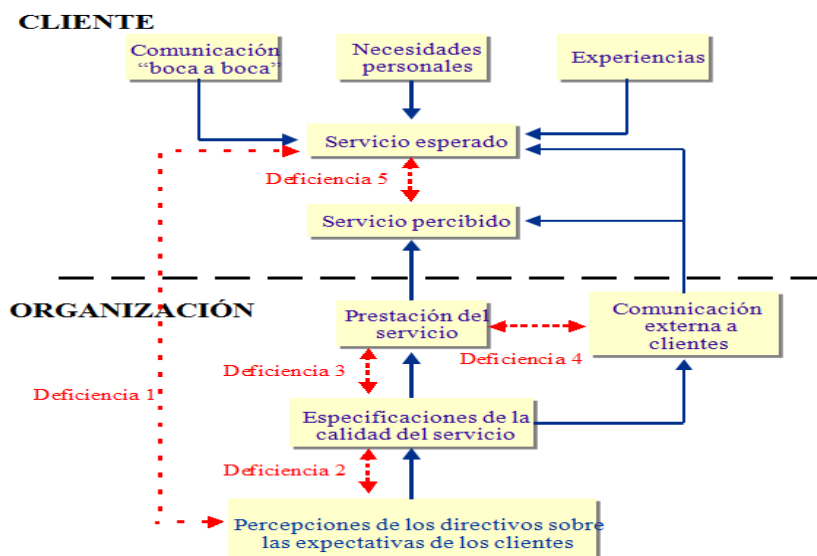 CLIENTE
Comunicación
“boca a boca”
Necesidades
personales
Experiencias
Servicio esperado
Deficiencia 5
Servicio percibido
ORGANIZACIÓN
Prestación del
servicio
Comunicación
externa a
clientes
Deficiencia 4
Deficiencia 3
Deficiencia 1
Especificaciones de la
calidad del servicio
Deficiencia 2
Percepciones de los directivos sobre
las expectativas de los clientes